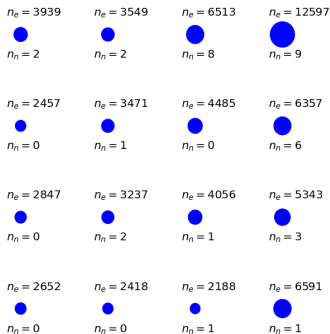 n_e = 3939 n_e = 3549 n_e = 6513 n_e = 12597
n_n = 2 n_n = 2 n_n = 8 n_n = 9
n_e = 2457 n_e = 3471 n_e = 4485 n_e = 6357
n_n = 0 n_n = 1 n_n = 0 n_n = 6
n_e = 2847 n_e = 3237 n_e = 4056 n_e = 5343
n_n = 0 n_n = 2 n_n = 1 n_n = 3
n_e = 2652 n_e = 2418 n_e = 2188 n_e = 6591
n_n = 0 n_n = 0 n_n = 1 n_n = 1